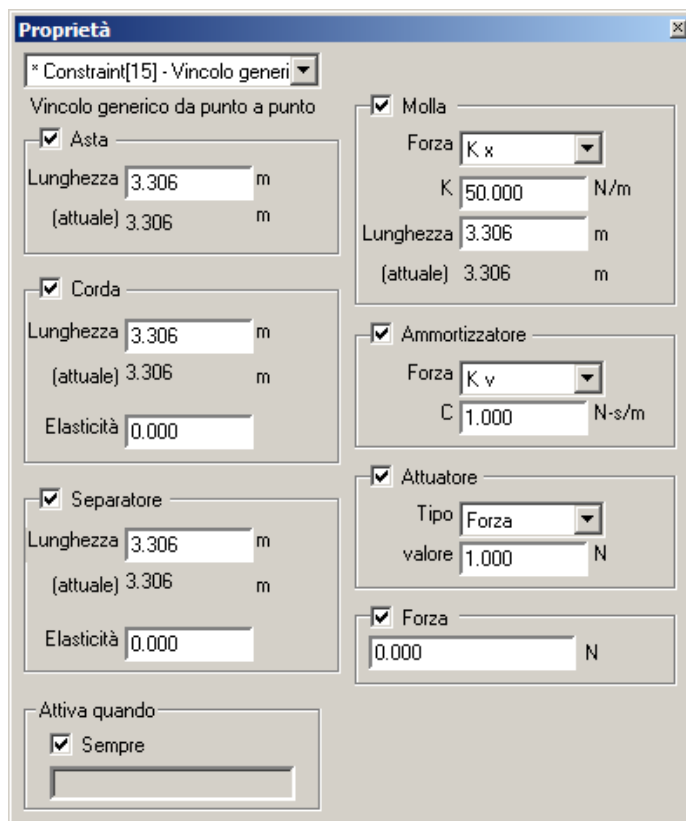 Proprietà
* Constraint[15] - Vincolo generi
Vincolo generico da punto a punto
Asta
Lunghezza 3.306 m
(attuale) 3.306 m
Corda
Lunghezza 3.306 m
(attuale) 3.306 m
Elasticità 0.000
Separatore
Lunghezza 3.306 m
(attuale) 3.306 m
Elasticità 0.000
Attiva quando
Sempre
Molla
Forza K x
K 50.000 N/m
Lunghezza 3.306 m
(attuale) 3.306 m
Ammortizzatore
Forza K v
C 1.000 N-s/m
Attuatore
Tipo Forza
valore 1.000 N
Forza
0.000 N